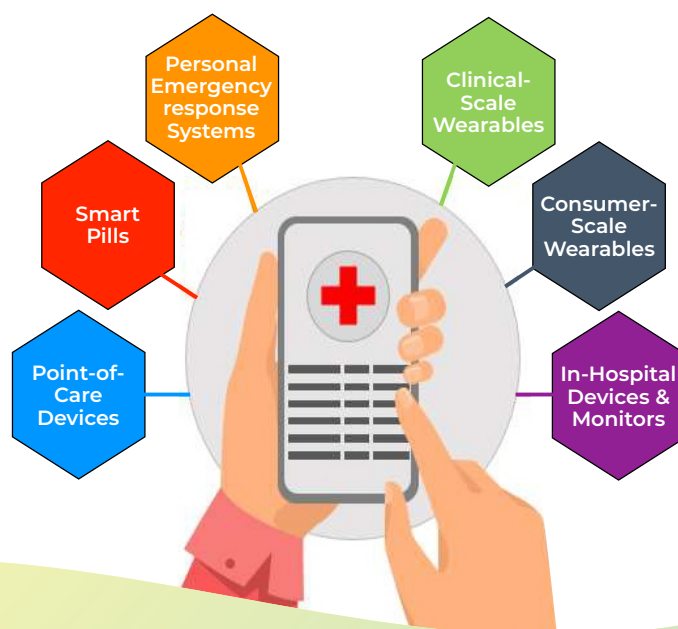 Personal
Emergency
response
Systems
Clinical-
Scale
Wearables
Smart
Pills
Consumer-
Scale
Wearables
Point-of-
Care
Devices
In-Hospital
Devices &
Monitors